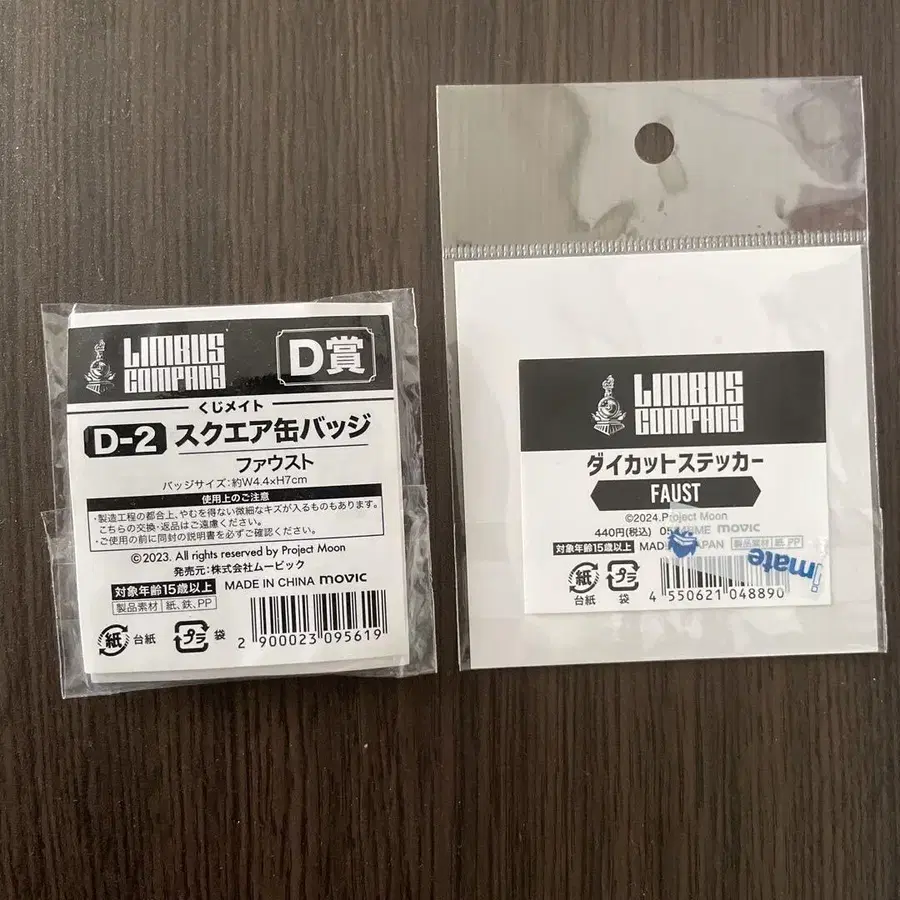 LIMBUS
COMPANY
D賞
くじメイト
D-2 スクエア缶バッジ
ファウスト
バッジサイズ:約W4.4×H7cm
使用上のご注意
・製造工程の都合上、やむを得ない微細なキズが入るものもあります。
こちらの交換・返品はご遠慮ください。
・ご使用の前に同封の説明書を必ずご確認ください。
©2023. All rights reserved by Project Moon
発売元:株式会社ムービック
対象年齢15歳以上 MADE IN CHINA movic
製品素材 紙、鉄、PP
紙 台紙 プラ 袋
2 900023 095619
LIMBUS
COMPANY
ダイカットステッカー
FAUST
©2024.Project Moon
440円(税込) movic
対象年齢15歳以上 製品素材 紙、PP
mate
紙 台紙 プラ 袋
4 550621 048890